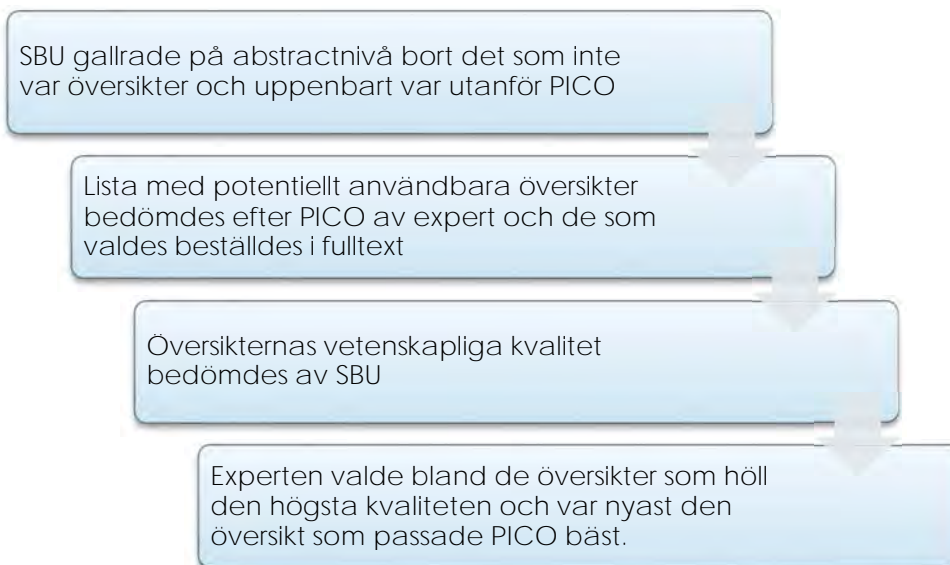 SBU gallrade på abstractnivå bort det som inte
var översikter och uppenbart var utanför PICO
Lista med potentiellt användbara översikter
bedömdes efter PICO av expert och de som
valdes beställdes i fulltext
Översikternas vetenskapliga kvalitet
bedömdes av SBU
Experten valde bland de översikter som höll
den högsta kvaliteten och var nyast den
översikt som passade PICO bäst.